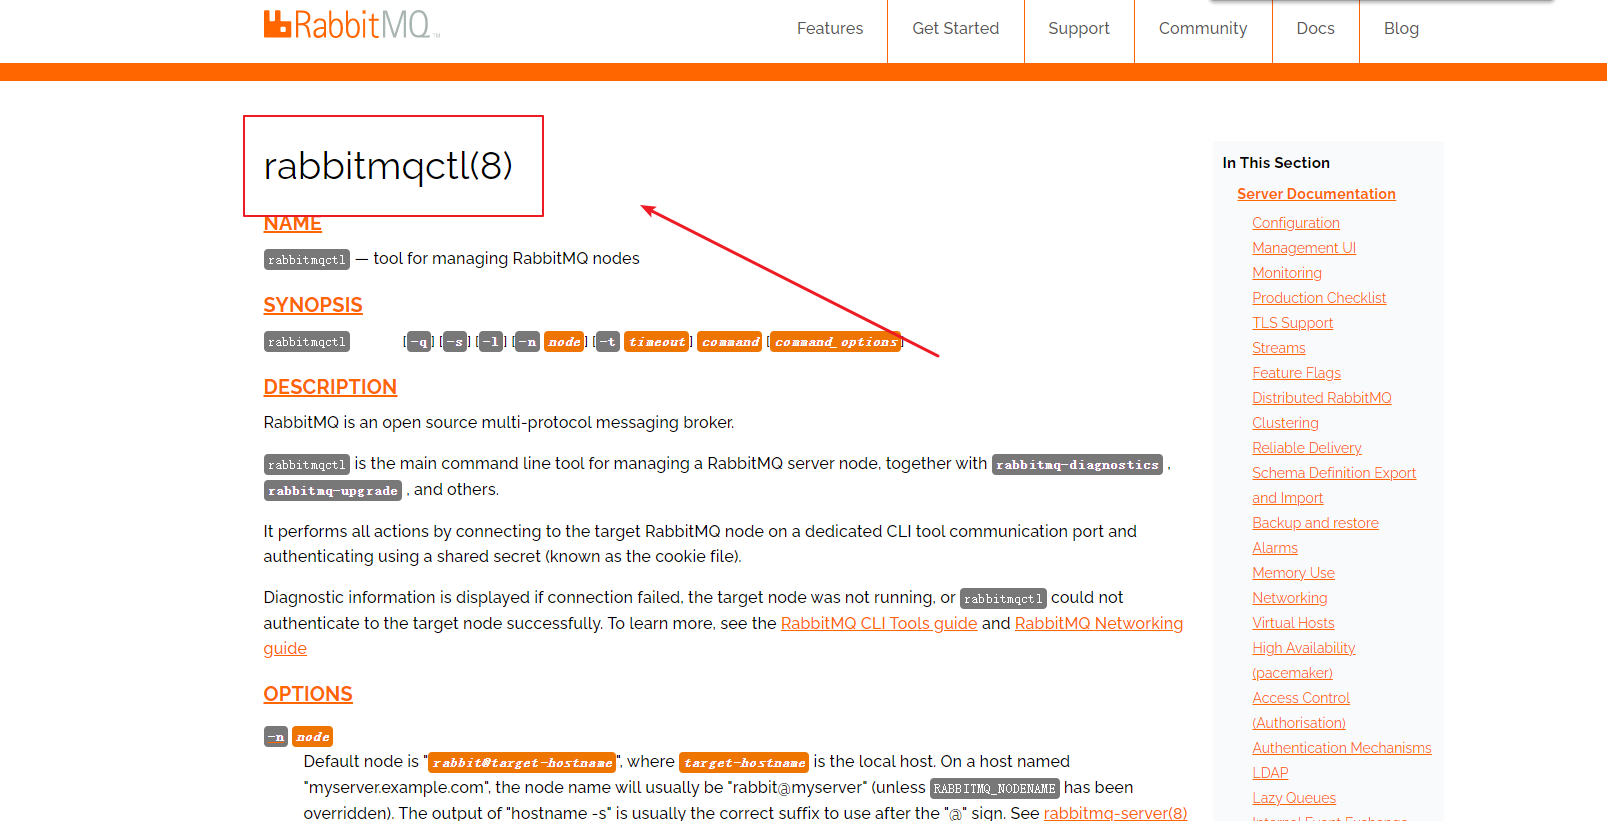 RabbitMQ™
Features Get Started Support Community Docs Blog
rabbitmqctl(8)
NAME
rabbitmqctl — tool for managing RabbitMQ nodes
SYNOPSIS
rabbitmqctl [-q] [-s] [-l] [-n node] [-t timeout] command [command_options]
DESCRIPTION
RabbitMQ is an open source multi-protocol messaging broker.
rabbitmqctl is the main command line tool for managing a RabbitMQ server node, together with rabbitmq-diagnostics ,
rabbitmq-upgrade , and others.
It performs all actions by connecting to the target RabbitMQ node on a dedicated CLI tool communication port and
authenticating using a shared secret (known as the cookie file).
Diagnostic information is displayed if connection failed, the target node was not running, or rabbitmqctl could not
authenticate to the target node successfully. To learn more, see the RabbitMQ CLI Tools guide and RabbitMQ Networking
guide
OPTIONS
-n node
Default node is "rabbit@target-hostname", where target-hostname is the local host. On a host named
"myserver.example.com", the node name will usually be "rabbit@myserver" (unless RABBITMQ_NODENAME has been
overridden). The output of "hostname -s" is usually the correct suffix to use after the "@" sign. See rabbitmq-server(8)
In This Section
Server Documentation
Configuration
Management UI
Monitoring
Production Checklist
TLS Support
Streams
Feature Flags
Distributed RabbitMQ
Clustering
Reliable Delivery
Schema Definition Export
and Import
Backup and restore
Alarms
Memory Use
Networking
Virtual Hosts
High Availability
(pacemaker)
Access Control
(Authorisation)
Authentication Mechanisms
LDAP
Lazy Queues
Internal Event Exchange